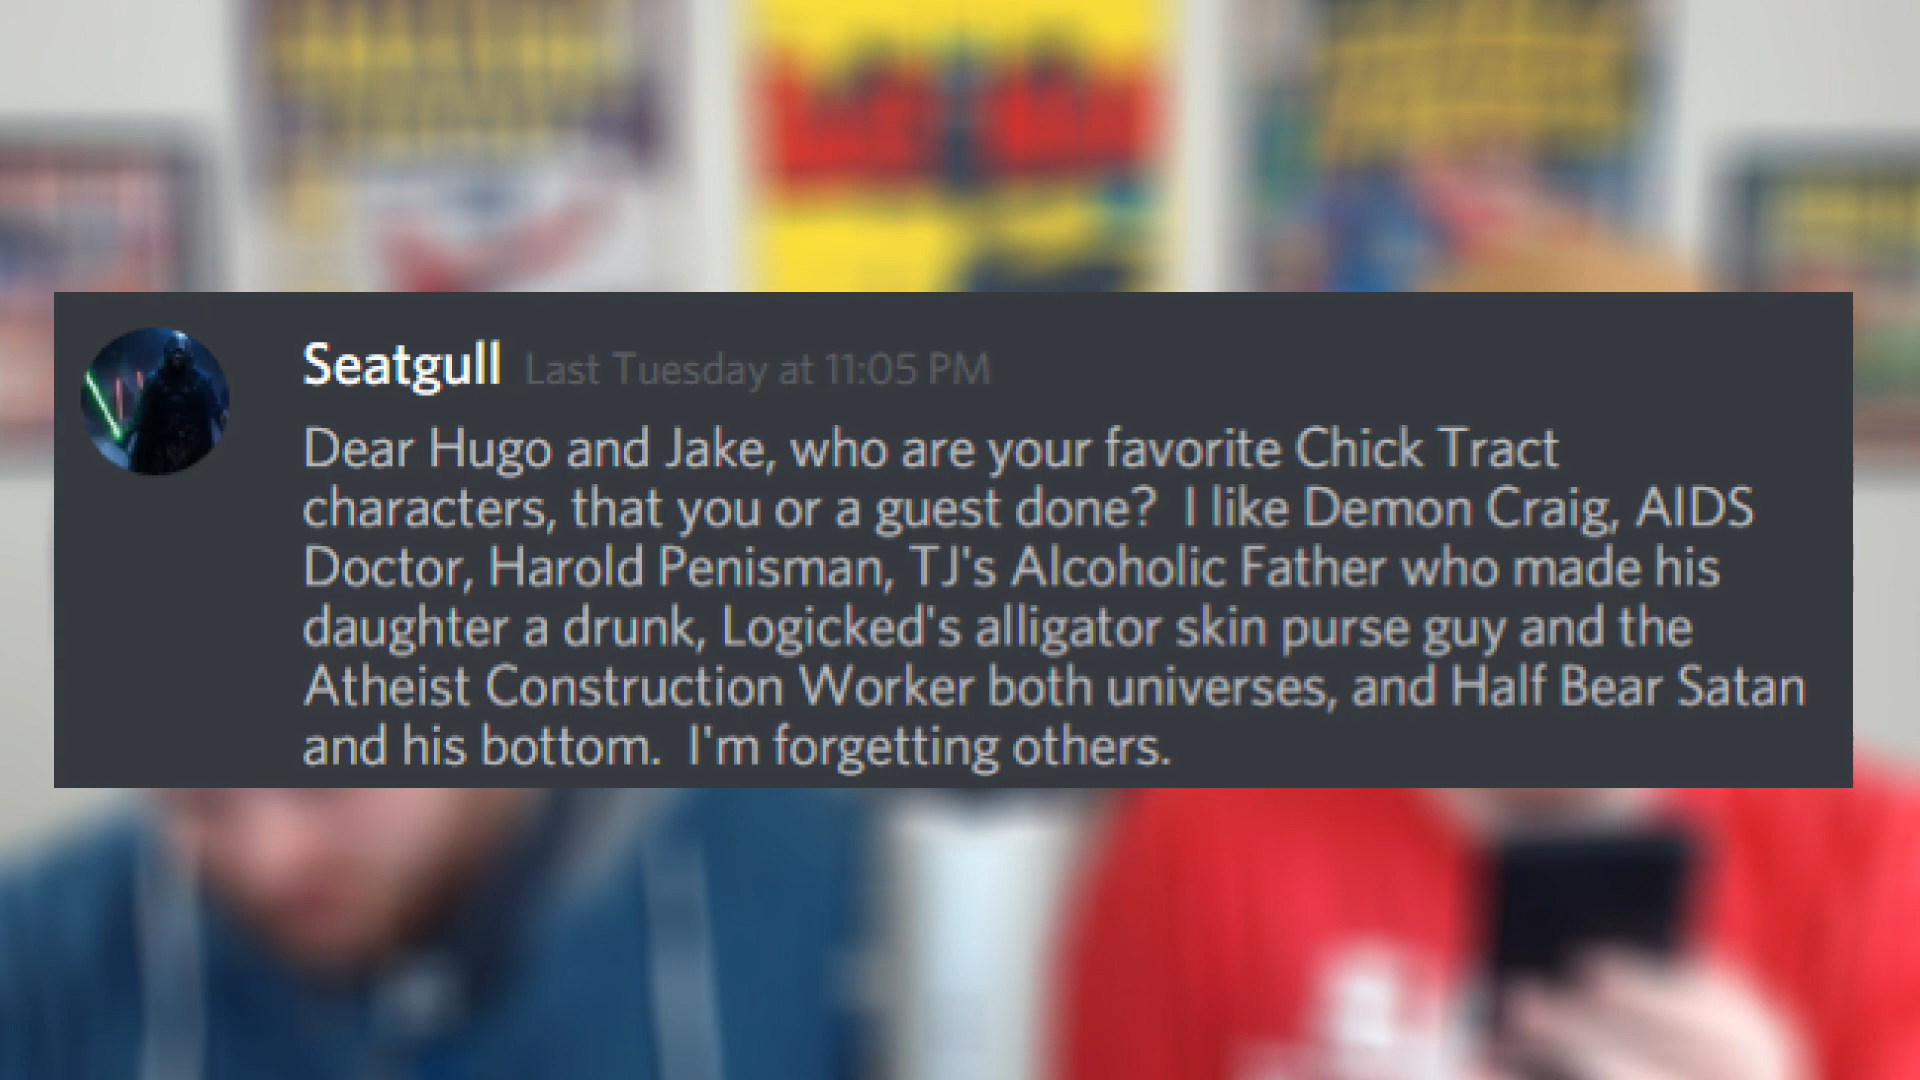 Seatgull Last Tuesday at 11:05 PM
Dear Hugo and Jake, who are your favorite Chick Tract
characters, that you or a guest done?  I like Demon Craig, AIDS
Doctor, Harold Penisman, TJ's Alcoholic Father who made his
daughter a drunk, Logicked's alligator skin purse guy and the
Atheist Construction Worker both universes, and Half Bear Satan
and his bottom.  I'm forgetting others.